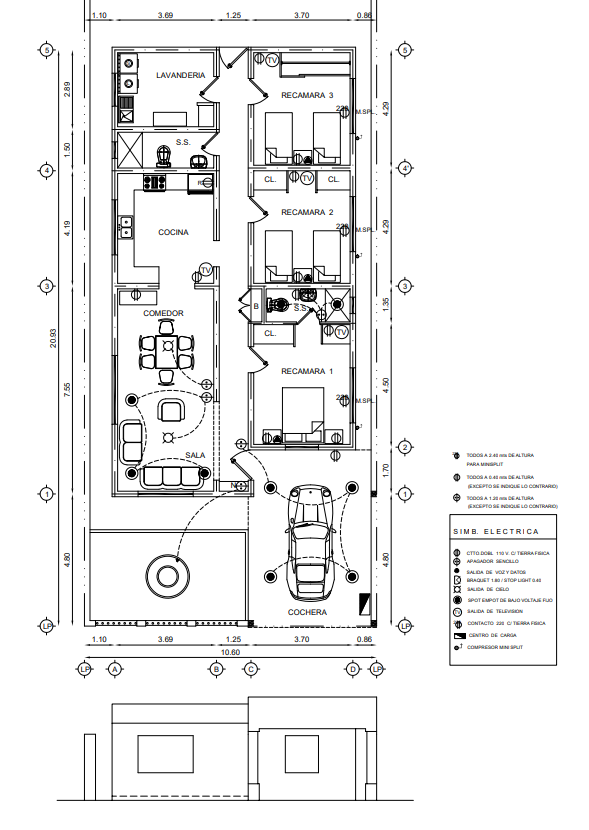 1.10 3.69 1.25 3.70 0.86
5 5
LAVANDERIA
TV
RECAMARA 3
2.89
4.29
220
M.SPL
S.S.
1.50
4 4'
R
CL. TV CL.
RECAMARA 2
COCINA
4.19
4.29
220
M.SPL
TV
3 3
B
S.S.
1.35
COMEDOR
CL. TV
20.93
RECAMARA 1
7.55
4.50
220
M.SPL
2
SALA
1.70
N
1 1
4.80 4.80
COCHERA
LP LP
1.10 3.69 1.25 3.70 0.86
10.60
LP A B C D LP
TODOS A 2.40 mts DE ALTURA
PARA MINISPLIT
TODOS A 0.40 mts DE ALTURA
(EXCEPTO SE INDIQUE LO CONTRARIO)
TODOS A 1.20 mts DE ALTURA
(EXCEPTO SE INDIQUE LO CONTRARIO)
SIMB. ELECTRICA
CTTO.DOBL 110 V. C/ TIERRA FISICA
APAGADOR SENCILLO
SALIDA DE VOZ Y DATOS
BRAQUET 1.80 / STOP LIGHT 0.40
SALIDA DE CIELO
SPOT EMPOT DE BAJO VOLTAJE FIJO
TV SALIDA DE TELEVISION
CONTACTO 220 C/ TIERRA FISICA
CENTRO DE CARGA
COMPRESOR MINI SPLIT